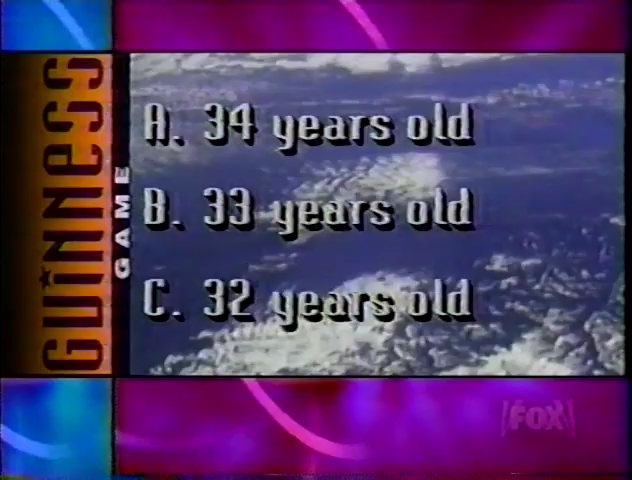 GUINNESS
GAME
A. 34 years old
B. 33 years old
C. 32 years old
FOX